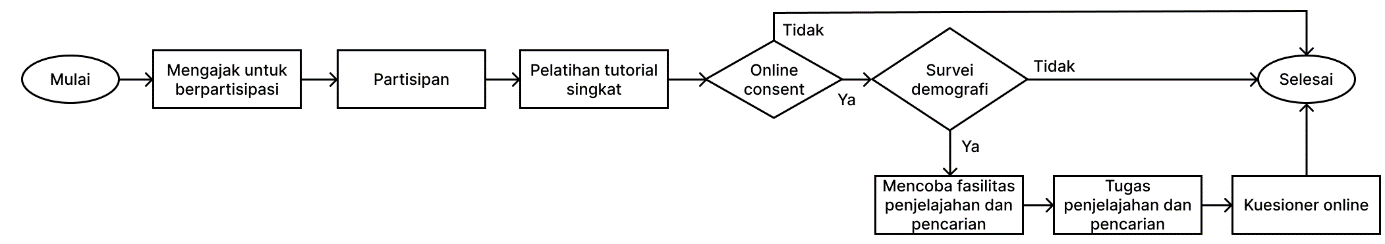 Mulai
Mengajak untuk
berpartisipasi
Partisipan
Pelatihan tutorial
singkat
Online
consent
Tidak
Ya
Survei
demografi
Tidak
Ya
Selesai
Mencoba fasilitas
penjelajahan dan
pencarian
Tugas
penjelajahan dan
pencarian
Kuesioner online